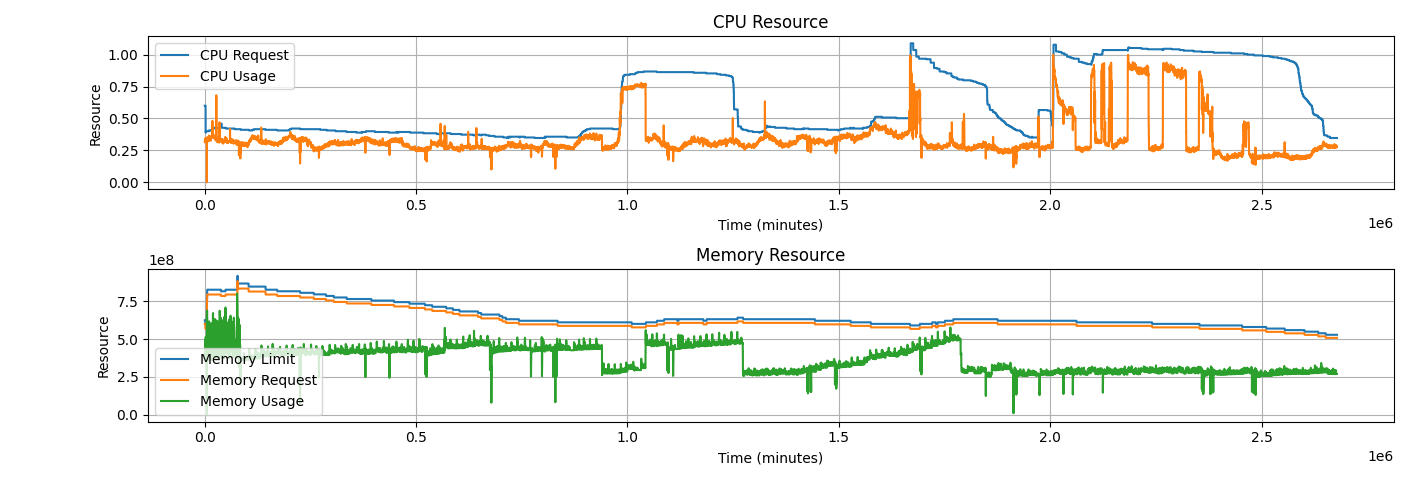 CPU Resource
CPU Request
CPU Usage
Resource
1.00
0.75
0.50
0.25
0.00
0.0 0.5 1.0 1.5 2.0 2.5
Time (minutes)
1e6
Memory Resource
1e8
Memory Limit
Memory Request
Memory Usage
Resource
7.5
5.0
2.5
0.0
0.0 0.5 1.0 1.5 2.0 2.5
Time (minutes)
1e6